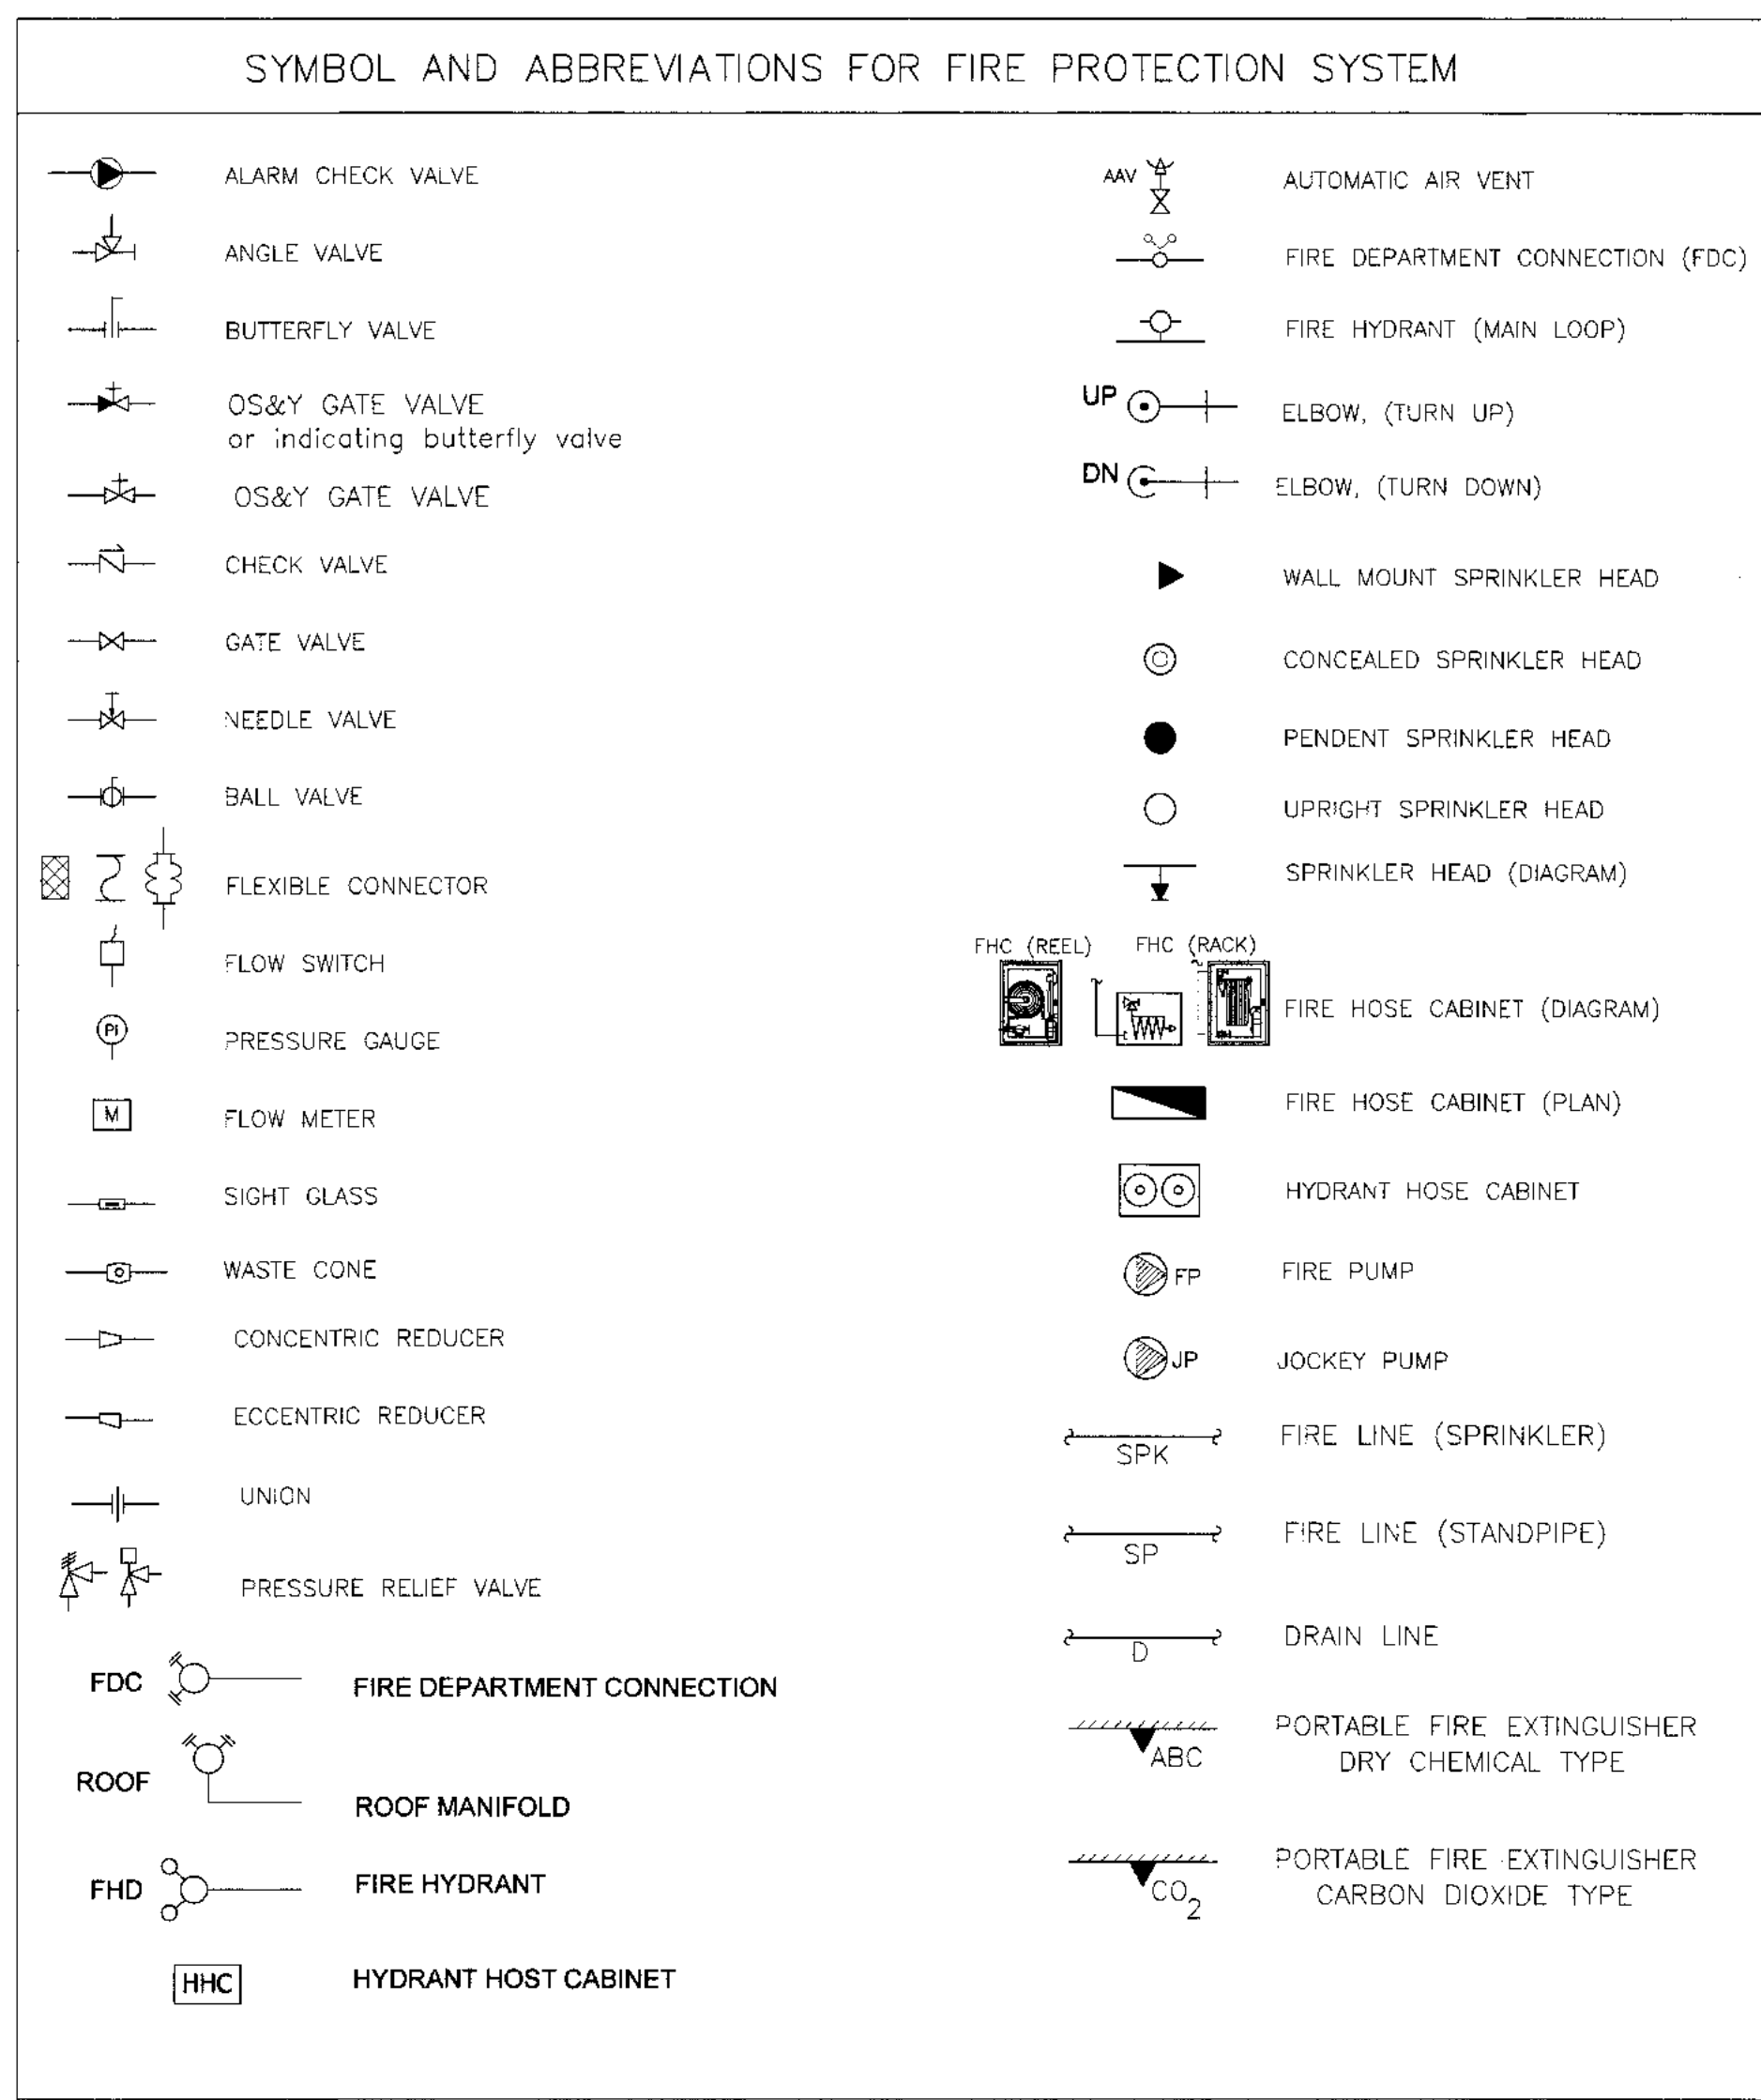 SYMBOL AND ABBREVIATIONS FOR FIRE PROTECTION SYSTEM
ALARM CHECK VALVE
ANGLE VALVE
BUTTERFLY VALVE
OS&Y GATE VALVE
or indicating butterfly valve
OS&Y GATE VALVE
CHECK VALVE
GATE VALVE
NEEDLE VALVE
BALL VALVE
FLEXIBLE CONNECTOR
FLOW SWITCH
PI PRESSURE GAUGE
M FLOW METER
SIGHT GLASS
WASTE CONE
CONCENTRIC REDUCER
ECCENTRIC REDUCER
UNION
PRESSURE RELIEF VALVE
FDC FIRE DEPARTMENT CONNECTION
ROOF ROOF MANIFOLD
FHD FIRE HYDRANT
HHC HYDRANT HOST CABINET
AAV AUTOMATIC AIR VENT
FIRE DEPARTMENT CONNECTION (FDC)
FIRE HYDRANT (MAIN LOOP)
UP ELBOW, (TURN UP)
DN ELBOW, (TURN DOWN)
WALL MOUNT SPRINKLER HEAD
CONCEALED SPRINKLER HEAD
PENDENT SPRINKLER HEAD
UPRIGHT SPRINKLER HEAD
SPRINKLER HEAD (DIAGRAM)
FHC (REEL) FHC (RACK)
FIRE HOSE CABINET (DIAGRAM)
FIRE HOSE CABINET (PLAN)
HYDRANT HOSE CABINET
FP FIRE PUMP
JP JOCKEY PUMP
SPK FIRE LINE (SPRINKLER)
SP FIRE LINE (STANDPIPE)
D DRAIN LINE
ABC PORTABLE FIRE EXTINGUISHER
DRY CHEMICAL TYPE
CO2 PORTABLE FIRE EXTINGUISHER
CARBON DIOXIDE TYPE